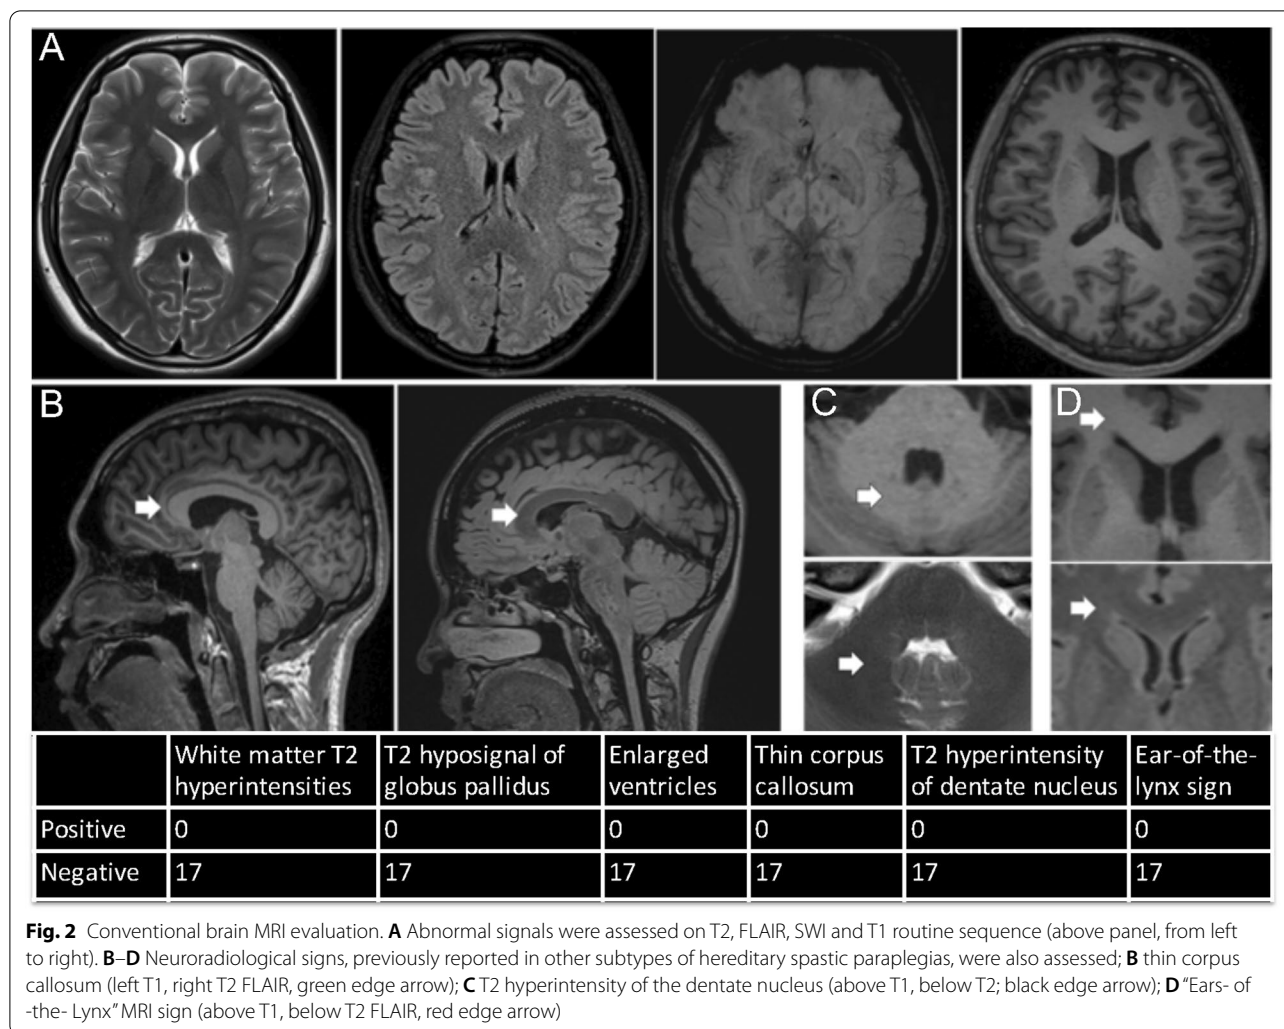 A
B
C
D
White matter T2 hyperintensities
T2 hyposignal of globus pallidus
Enlarged ventricles
Thin corpus callosum
T2 hyperintensity of dentate nucleus
Ear-of-the-lynx sign
Positive 0 0 0 0 0 0
Negative 17 17 17 17 17 17
Fig. 2 Conventional brain MRI evaluation. A Abnormal signals were assessed on T2, FLAIR, SWI and T1 routine sequence (above panel, from left
to right). B–D Neuroradiological signs, previously reported in other subtypes of hereditary spastic paraplegias, were also assessed; B thin corpus
callosum (left T1, right T2 FLAIR, green edge arrow); C T2 hyperintensity of the dentate nucleus (above T1, below T2; black edge arrow); D “Ears- of
-the- Lynx” MRI sign (above T1, below T2 FLAIR, red edge arrow)